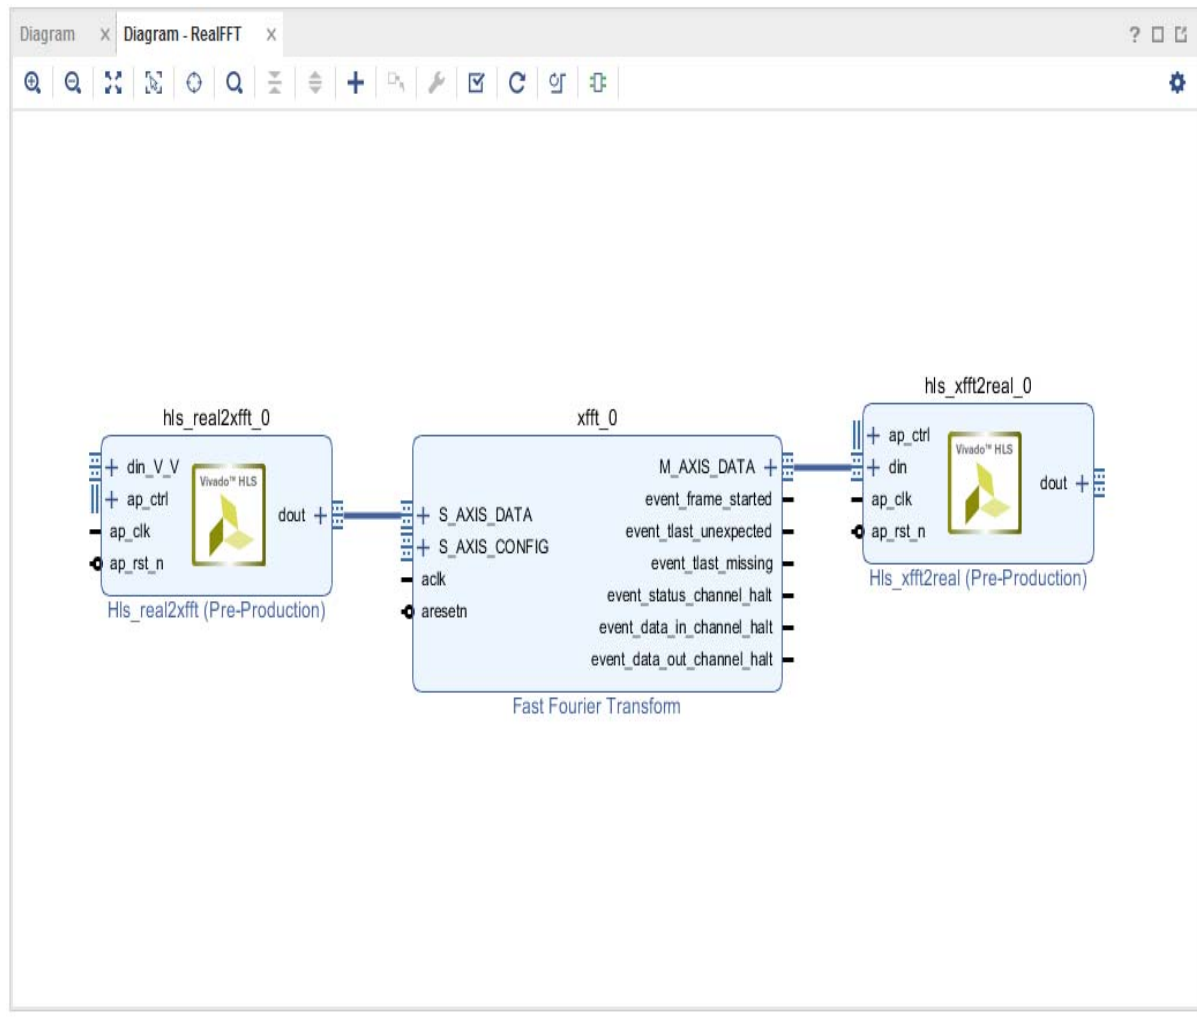 Diagram × Diagram - RealFFT ×
?
hls_real2xfft_0
din_V_V
ap_ctrl
ap_clk
ap_rst_n
Vivado™ HLS
dout
Hls_real2xfft (Pre-Production)
xfft_0
S_AXIS_DATA
S_AXIS_CONFIG
aclk
aresetn
M_AXIS_DATA
event_frame_started
event_tlast_unexpected
event_tlast_missing
event_status_channel_halt
event_data_in_channel_halt
event_data_out_channel_halt
Fast Fourier Transform
hls_xfft2real_0
ap_ctrl
din
ap_clk
ap_rst_n
Vivado™ HLS
dout
Hls_xfft2real (Pre-Production)